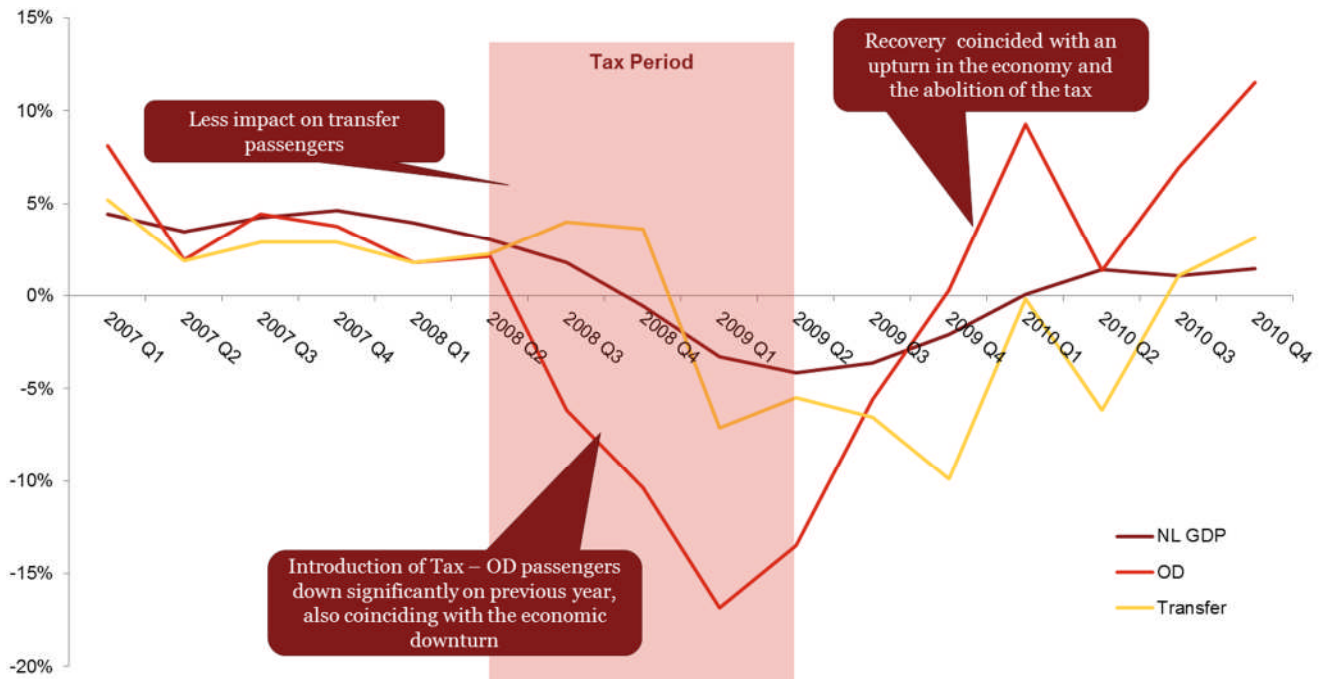 15%
10%
5%
0%
-5%
-10%
-15%
-20%
Tax Period
Less impact on transfer
passengers
Recovery coincided with an
upturn in the economy and
the abolition of the tax
2007 Q1
2007 Q2
2007 Q3
2007 Q4
2008 Q1
2008 Q2
2008 Q3
2008 Q4
2009 Q1
2009 Q2
2009 Q3
2009 Q4
2010 Q1
2010 Q2
2010 Q3
2010 Q4
Introduction of Tax – OD passengers
down significantly on previous year,
also coinciding with the economic
downturn
NL GDP
OD
Transfer